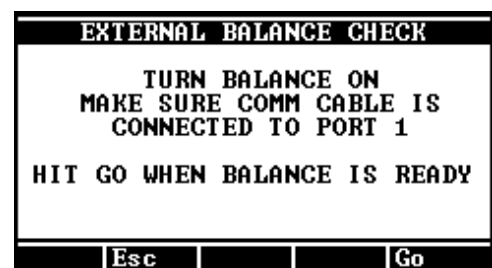 EXTERNAL BALANCE CHECK
TURN BALANCE ON
MAKE SURE COMM CABLE IS
CONNECTED TO PORT 1
HIT GO WHEN BALANCE IS READY
Esc Go